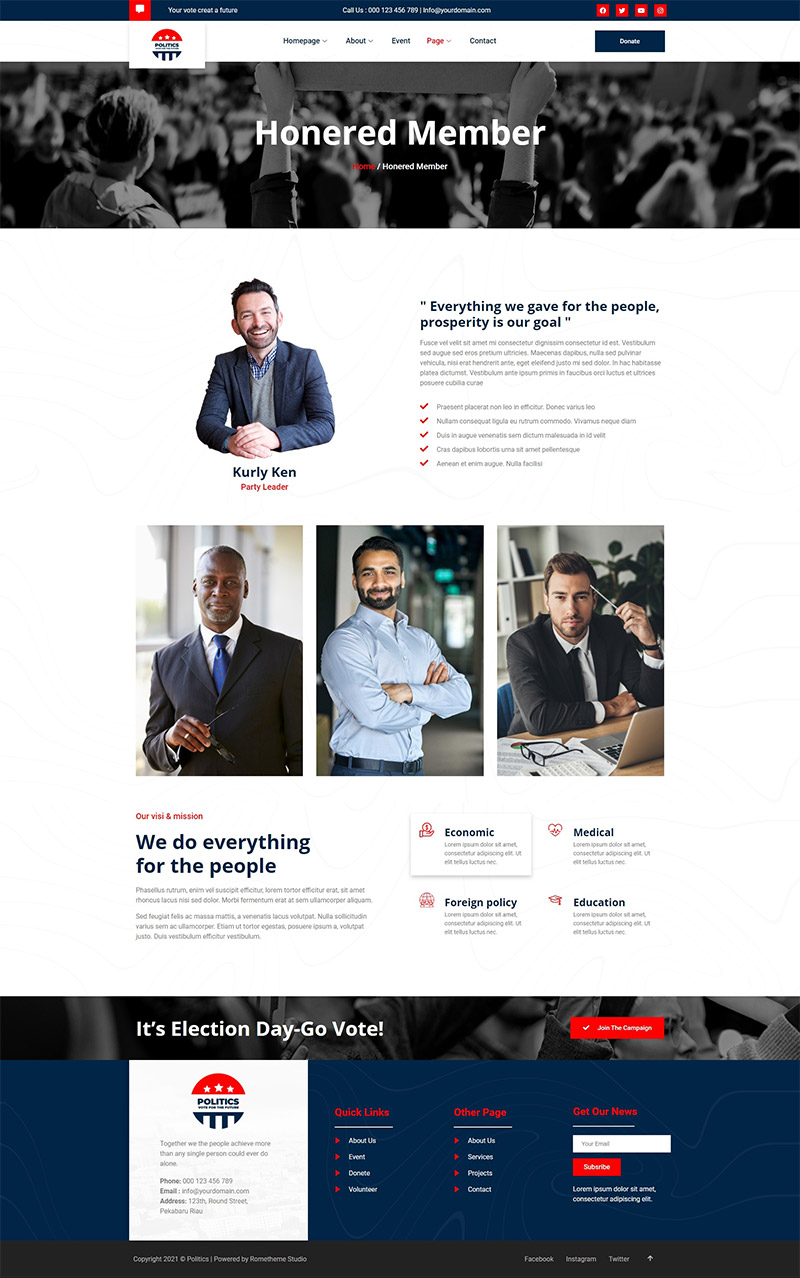 Your vote creat a future
Call Us : 000 123 456 789 | Info@yourdomain.com
POLITICS
VOTE FOR THE FUTURE
Homepage
About
Event
Page
Contact
Donate
Honered Member
Home / Honered Member
" Everything we gave for the people,
prosperity is our goal "
Fusce vel velit sit amet mi consectetur dignissim consectetur id est. Vestibulum
sed augue sed eros pretium ultricies. Maecenas dapibus, nulla sed pulvinar
vehicula, nisi erat hendrerit ante, eget eleifend justo mi sed dolor. In hac habitasse
platea dictumst. Vestibulum ante ipsum primis in faucibus orci luctus et ultrices
posuere cubilia curae
Praesent placerat non leo in efficitur. Donec varius leo
Nullam consequat ligula eu rutrum commodo. Vivamus neque diam
Duis in augue venenatis sem dictum malesuada in id velit
Cras dapibus lobortis urna sit amet pellentesque
Aenean et enim augue. Nulla facilisi
Kurly Ken
Party Leader
Our visi & mission
We do everything
for the people
Phasellus rutrum, enim vel suscipit efficitur, lorem tortor efficitur erat, sit amet
rhoncus lacus nisi sed dolor. Morbi fermentum erat at sem ullamcorper aliquam.
Sed feugiat felis ac massa mattis, a venenatis lacus volutpat. Nulla sollicitudin
varius sem ac ullamcorper. Etiam ut tortor egestas, posuere ipsum a, volutpat
justo. Duis vestibulum efficitur vestibulum.
Economic
Lorem ipsum dolor sit amet,
consectetur adipiscing elit. Ut
elit tellus luctus nec.
Medical
Lorem ipsum dolor sit amet,
consectetur adipiscing elit. Ut
elit tellus luctus nec.
Foreign policy
Lorem ipsum dolor sit amet,
consectetur adipiscing elit. Ut
elit tellus luctus nec.
Education
Lorem ipsum dolor sit amet,
consectetur adipiscing elit. Ut
elit tellus luctus nec.
It's Election Day-Go Vote!
Join The Campaign
POLITICS
VOTE FOR THE FUTURE
Together we the people achieve more
than any single person could ever do
alone.
Phone: 000 123 456 789
Email : info@yourdomain.com
Address: 123th, Round Street,
Pekabaru Riau
Quick Links
About Us
Event
Donete
Volunteer
Other Page
About Us
Services
Projects
Contact
Get Our News
Your Email
Subsribe
Lorem ipsum dolor sit amet,
consectetur adipiscing elit.
Copyright 2021 © Politics | Powered by Rometheme Studio
Facebook
Instagram
Twitter